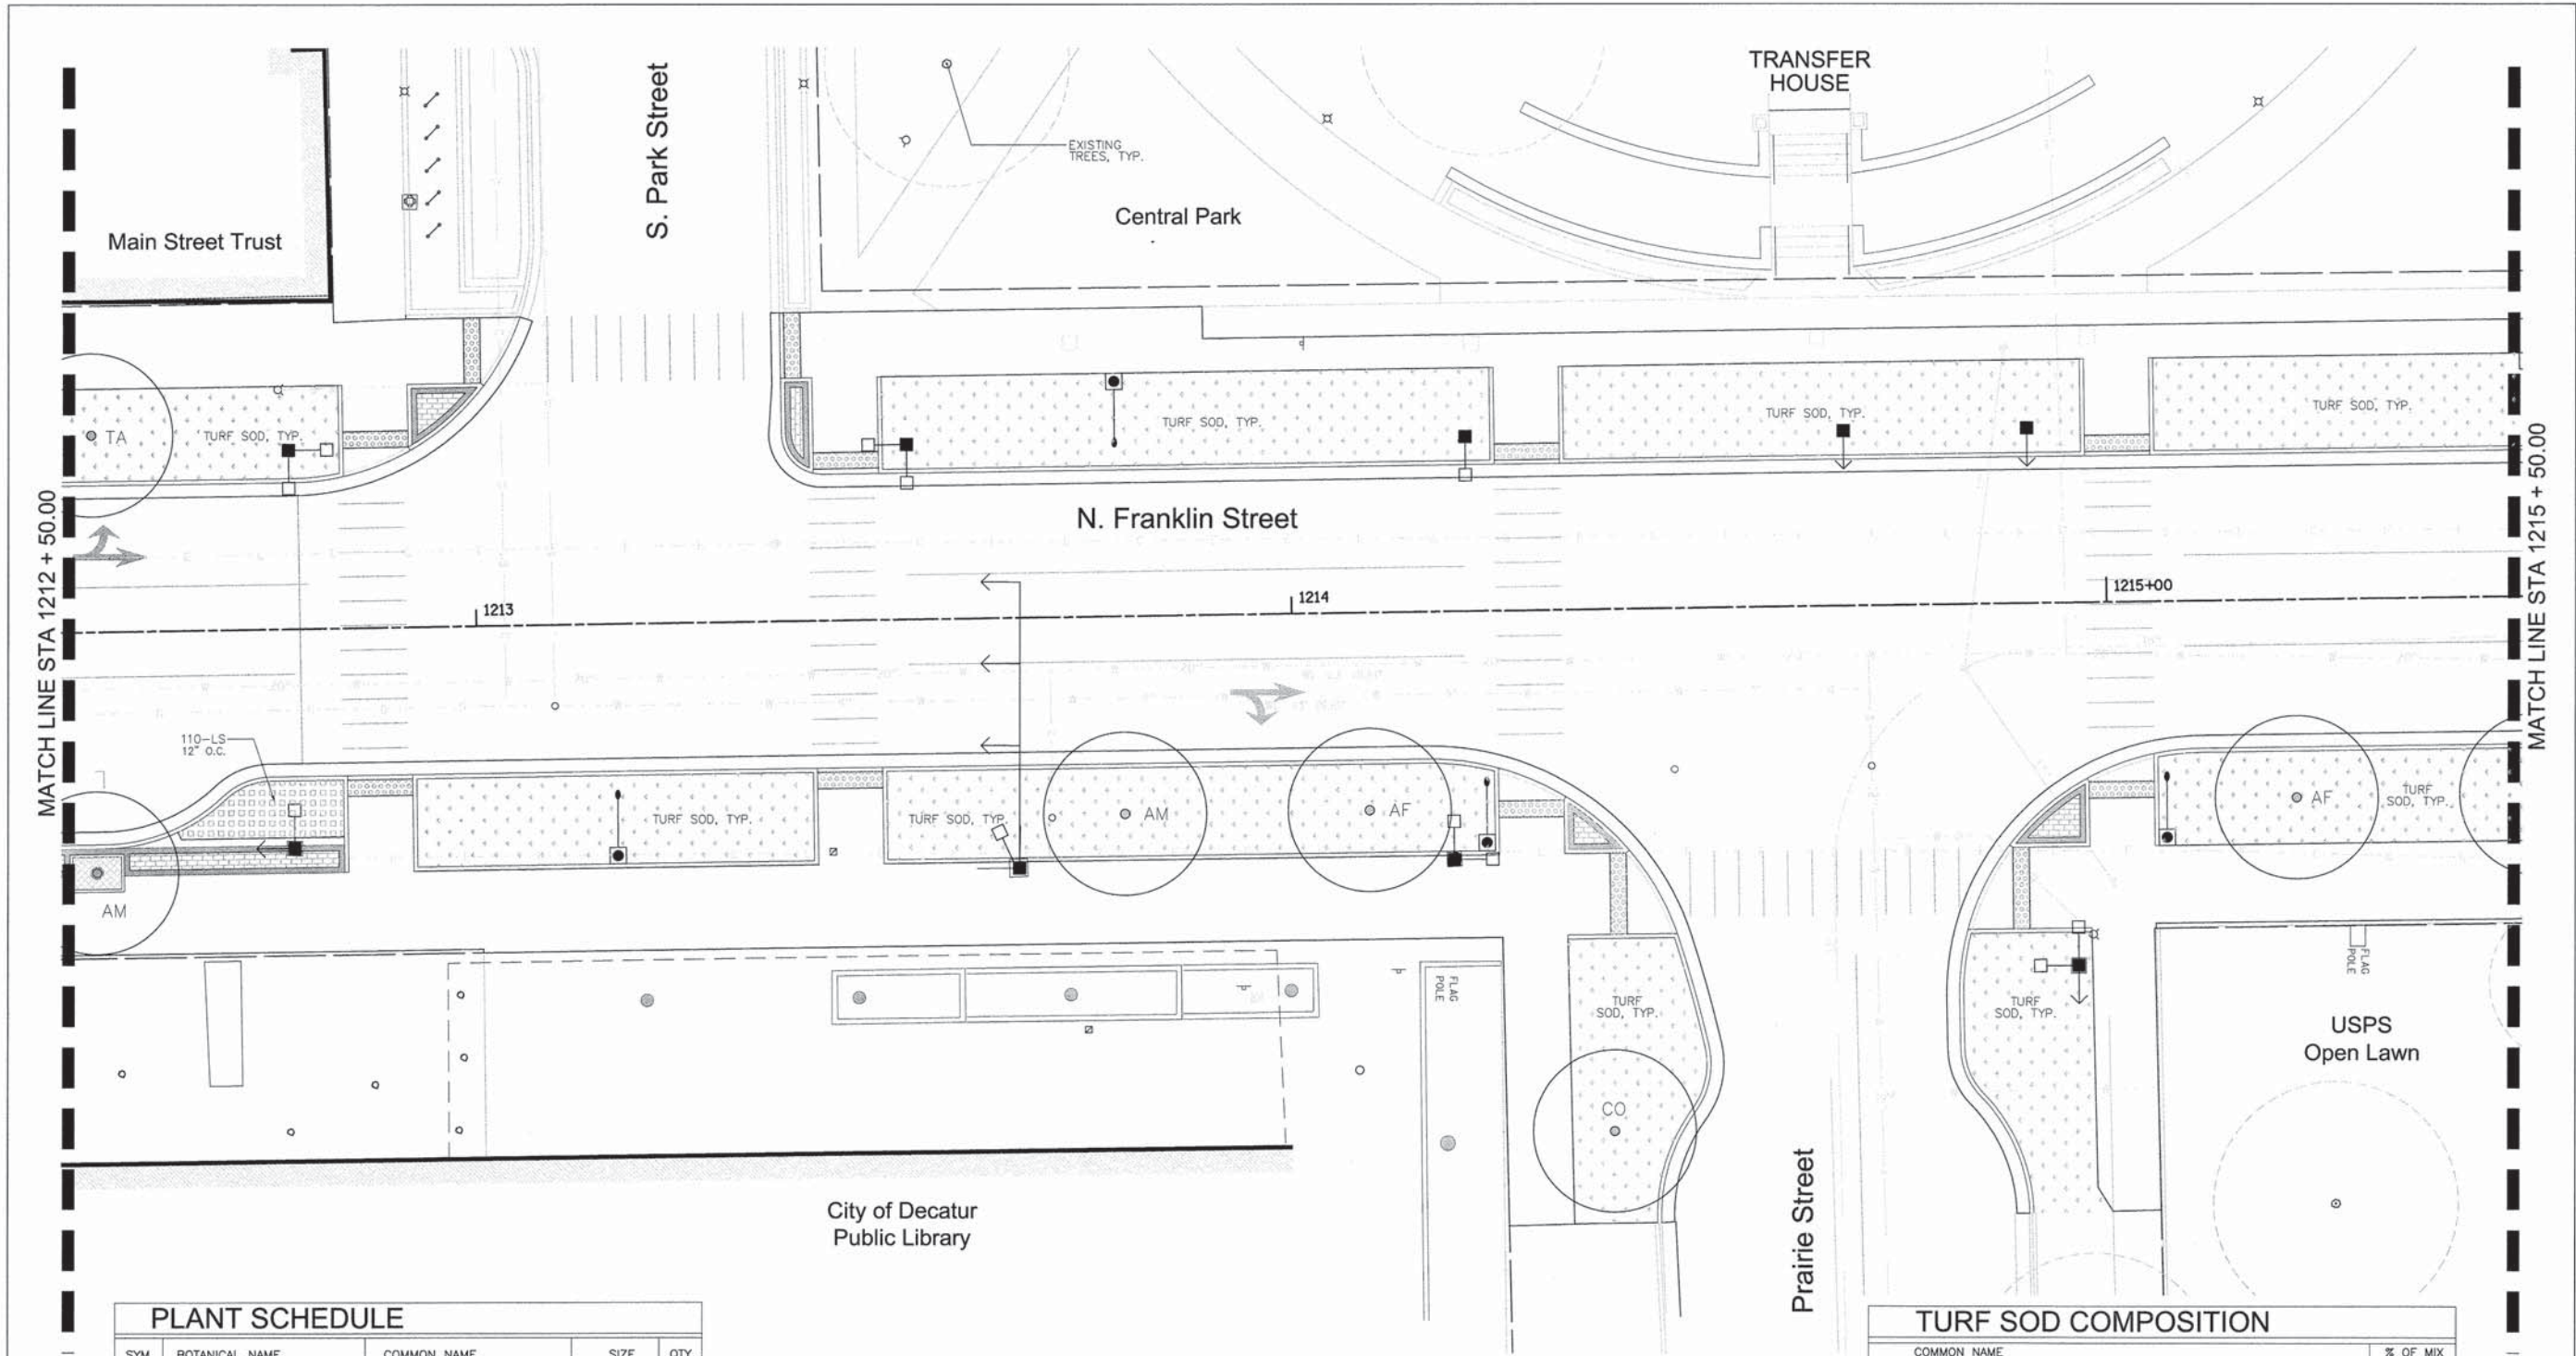 TRANSFER
HOUSE
S. Park Street
EXISTING
TREES, TYP.
Central Park
Main Street Trust
TA
TURF SOD, TYP.
TURF SOD, TYP.
TURF SOD, TYP.
TURF SOD, TYP.
MATCH LINE STA 1212 + 50.00
MATCH LINE STA 1215 + 50.00
N. Franklin Street
1213
1214
1215+00
110-LS
12" O.C.
AM
TURF SOD, TYP.
TURF SOD, TYP.
AM
AF
AF
TURF
SOD, TYP.
FLAG
POLE
TURF
SOD, TYP.
CO
TURF
SOD, TYP.
FLAG
POLE
USPS
Open Lawn
City of Decatur
Public Library
Prairie Street
PLANT SCHEDULE
SYM
BOTANICAL NAME
COMMON NAME
SIZE
QTY
TURF SOD COMPOSITION
COMMON NAME
% OF MIX